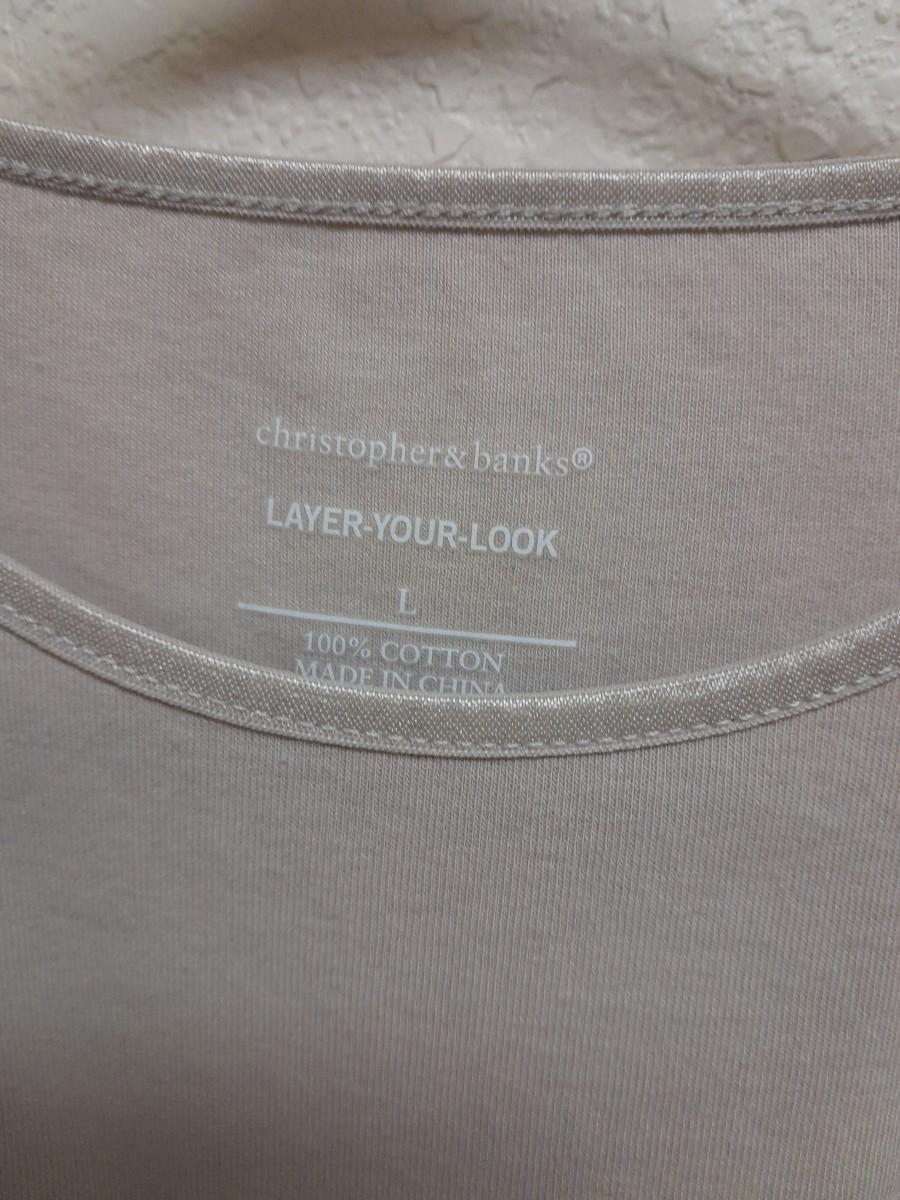 christopher & banks®
LAYER-YOUR-LOOK
L
100% COTTON
MADE IN CHINA